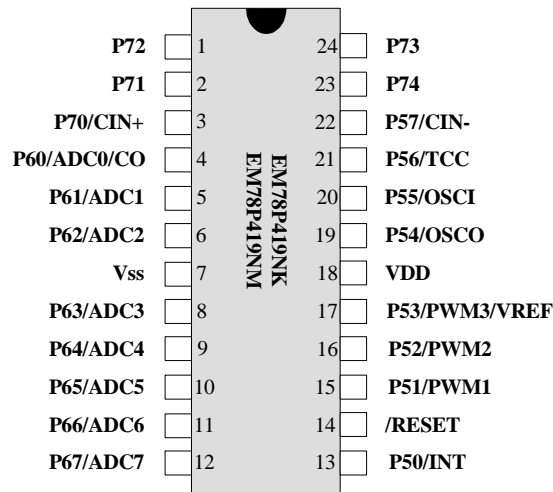 P72 1 24 P73
P71 2 23 P74
P70/CIN+ 3 22 P57/CIN-
P60/ADC0/CO 4 21 P56/TCC
P61/ADC1 5 20 P55/OSCI
P62/ADC2 6 19 P54/OSCO
Vss 7 18 VDD
P63/ADC3 8 17 P53/PWM3/VREF
P64/ADC4 9 16 P52/PWM2
P65/ADC5 10 15 P51/PWM1
P66/ADC6 11 14 /RESET
P67/ADC7 12 13 P50/INT
EM78P419NK
EM78P419NM